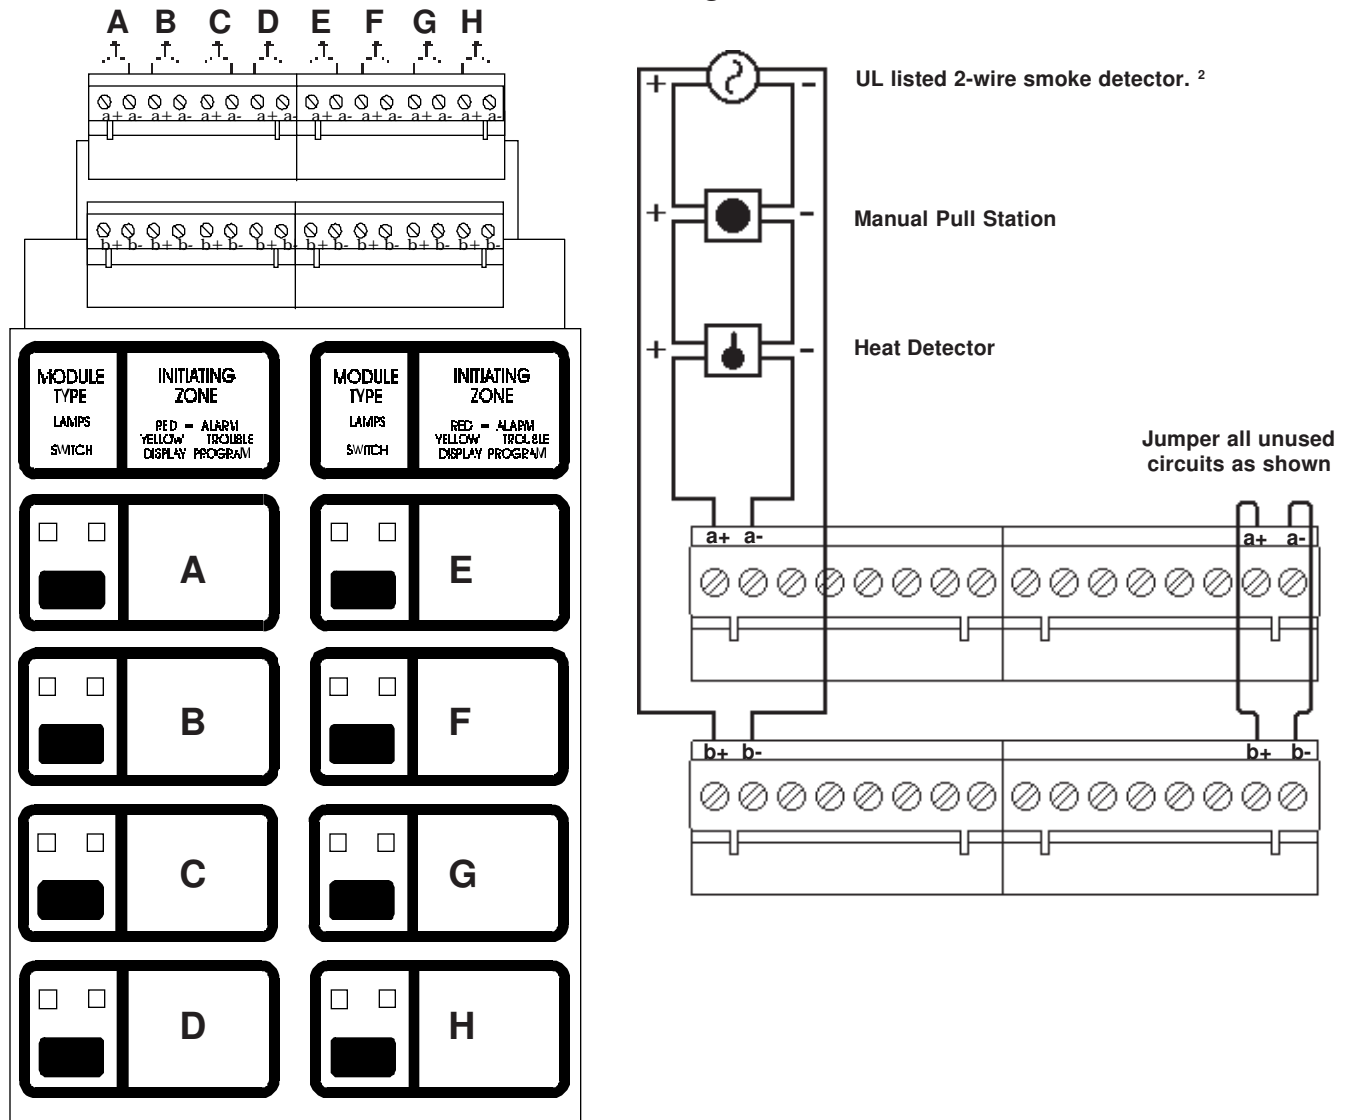 A B C D E F G H
a+ a- a+ a- a+ a- a+ a- a+ a- a+ a- a+ a- a+ a-
b+ b- b+ b- b+ b- b+ b- b+ b- b+ b- b+ b- b+ b-
MODULE TYPE
LAMPS
SWITCH
INITIATING ZONE
RED = ALARM
YELLOW TROUBLE
DISPLAY PROGRAM
MODULE TYPE
LAMPS
SWITCH
INITIATING ZONE
RED = ALARM
YELLOW TROUBLE
DISPLAY PROGRAM
A
E
B
F
C
G
D
H
+ - UL listed 2-wire smoke detector. 2
+ - Manual Pull Station
+ - Heat Detector
Jumper all unused
circuits as shown
a+ a- a+ a-
b+ b- b+ b-